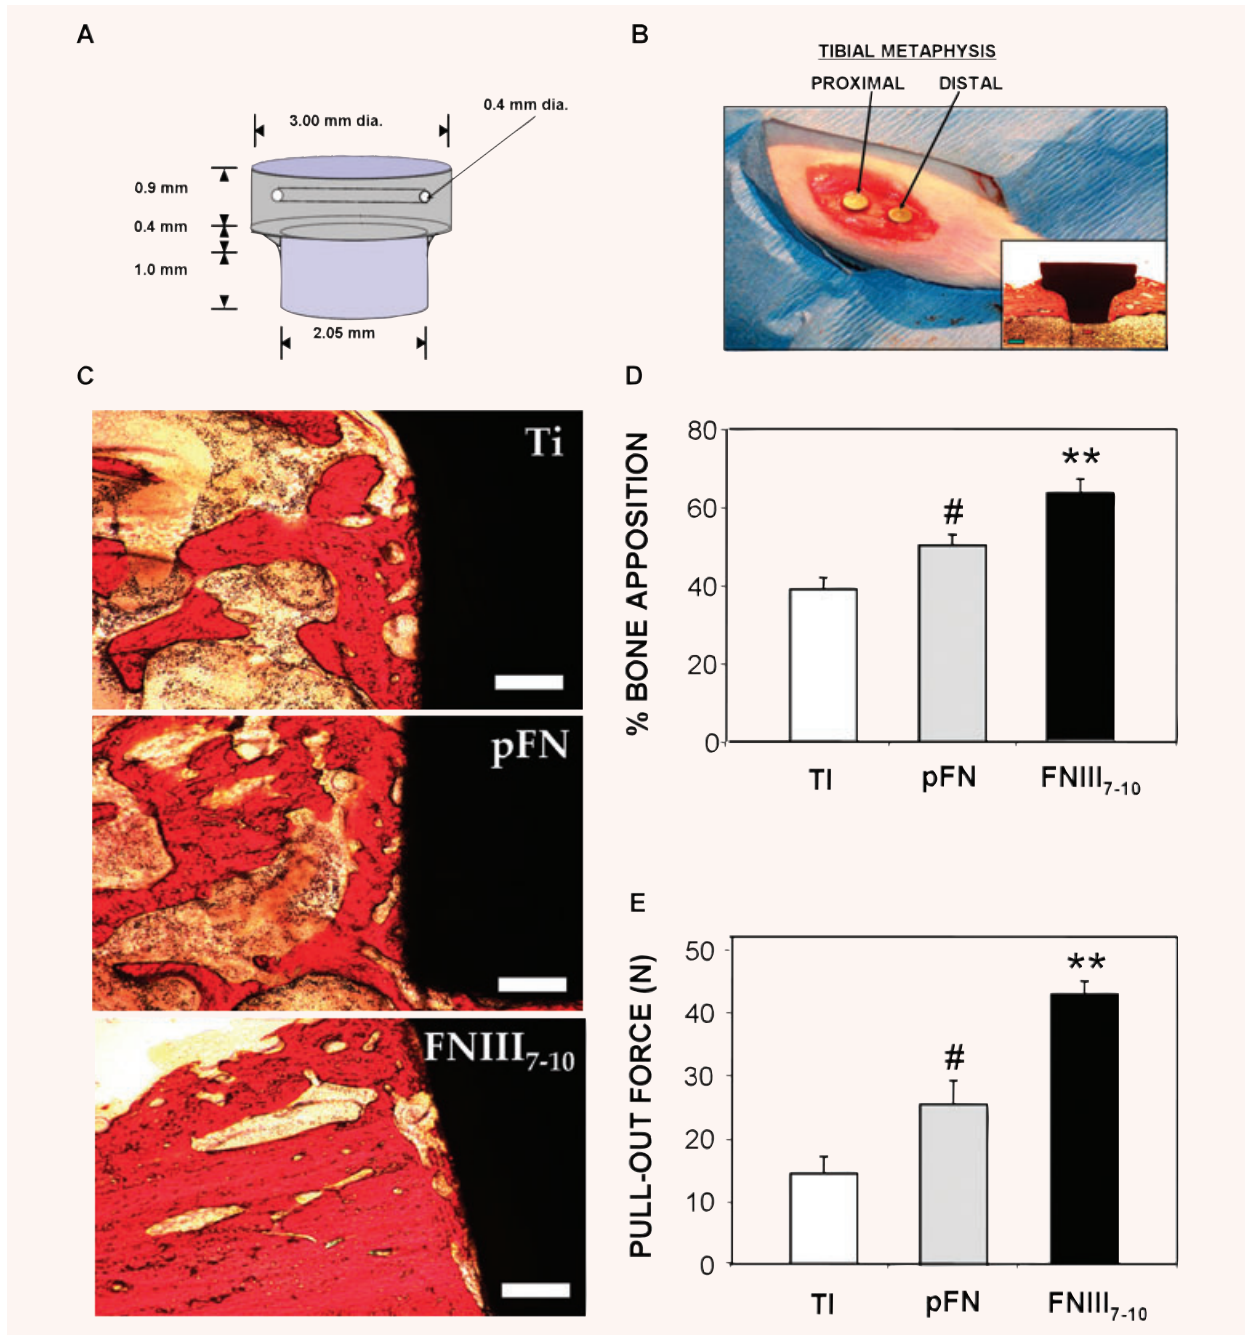 A
3.00 mm dia.
0.4 mm dia.
0.9 mm
0.4 mm
1.0 mm
2.05 mm
B
TIBIAL METAPHYSIS
PROXIMAL DISTAL
C
Ti
pFN
FNIII7-10
D
% BONE APPOSITION
80
60
40
20
0
#
**
TI pFN FNIII7-10
E
PULL-OUT FORCE (N)
50
40
30
20
10
0
#
**
TI pFN FNIII7-10